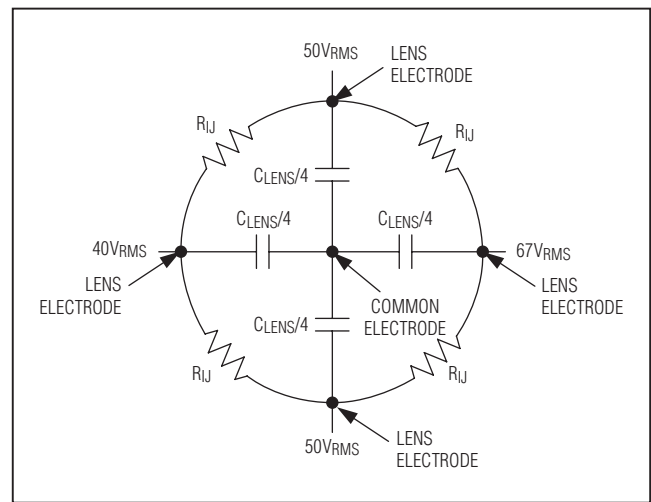 50VRMS
LENS
ELECTRODE
RIJ
RIJ
CLENS/4
CLENS/4
CLENS/4
40VRMS
67VRMS
LENS
ELECTRODE
COMMON
ELECTRODE
LENS
ELECTRODE
CLENS/4
RIJ
RIJ
50VRMS
LENS
ELECTRODE